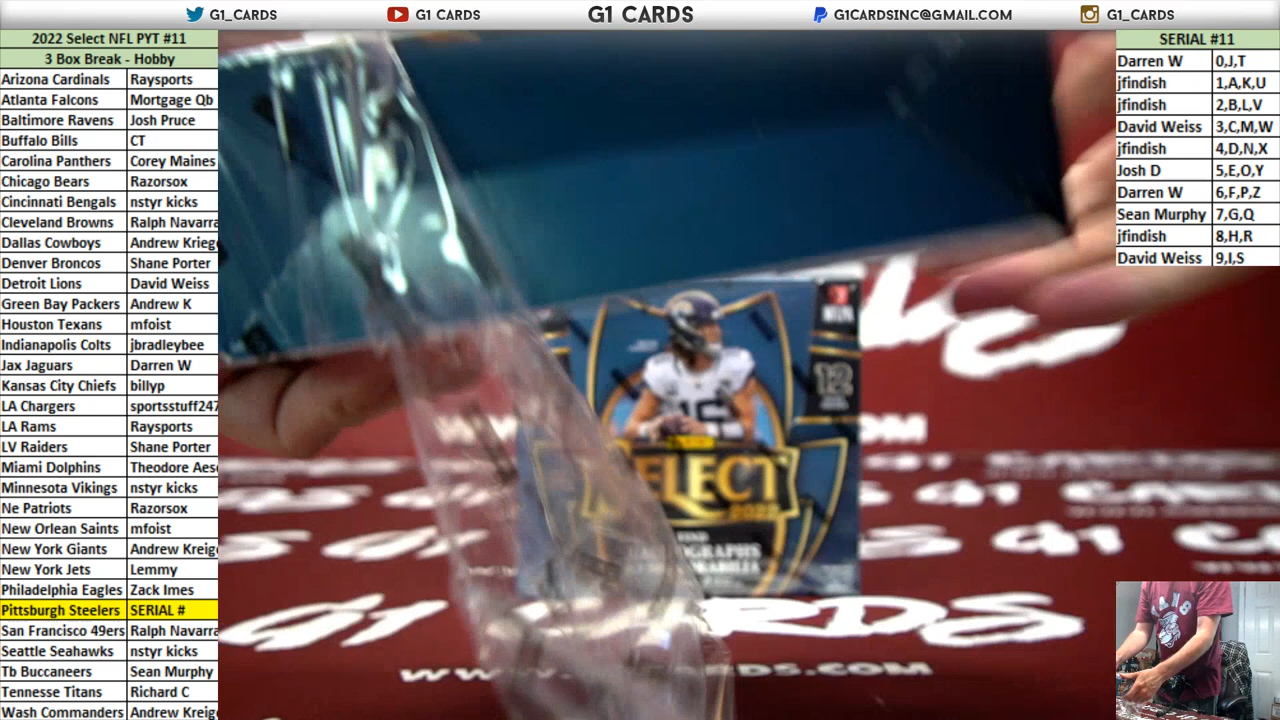 G1_CARDS G1 CARDS G1 CARDS G1CARDSINC@GMAIL.COM G1_CARDS
2022 Select NFL PYT #11
3 Box Break - Hobby
Arizona Cardinals Raysports
Atlanta Falcons Mortgage Qb
Baltimore Ravens Josh Pruce
Buffalo Bills CT
Carolina Panthers Corey Maines
Chicago Bears Razorsox
Cincinnati Bengals nstyr kicks
Cleveland Browns Ralph Navarra
Dallas Cowboys Andrew Krieg
Denver Broncos Shane Porter
Detroit Lions David Weiss
Green Bay Packers Andrew K
Houston Texans mfoist
Indianapolis Colts jbradleybee
Jax Jaguars Darren W
Kansas City Chiefs billyp
LA Chargers sportsstuff247
LA Rams Raysports
LV Raiders Shane Porter
Miami Dolphins Theodore Aeso
Minnesota Vikings nstyr kicks
Ne Patriots Razorsox
New Orlean Saints mfoist
New York Giants Andrew Kreig
New York Jets Lemmy
Philadelphia Eagles Zack Imes
Pittsburgh Steelers SERIAL #
San Francisco 49ers Ralph Navarra
Seattle Seahawks nstyr kicks
Tb Buccaneers Sean Murphy
Tennesse Titans Richard C
Wash Commanders Andrew Kreig
SERIAL #11
Darren W 0,J,T
jfindish 1,A,K,U
jfindish 2,B,L,V
David Weiss 3,C,M,W
jfindish 4,D,N,X
Josh D 5,E,O,Y
Darren W 6,F,P,Z
Sean Murphy 7,G,Q
jfindish 8,H,R
David Weiss 9,I,S
12
SELECT
2022
G1 CARDS